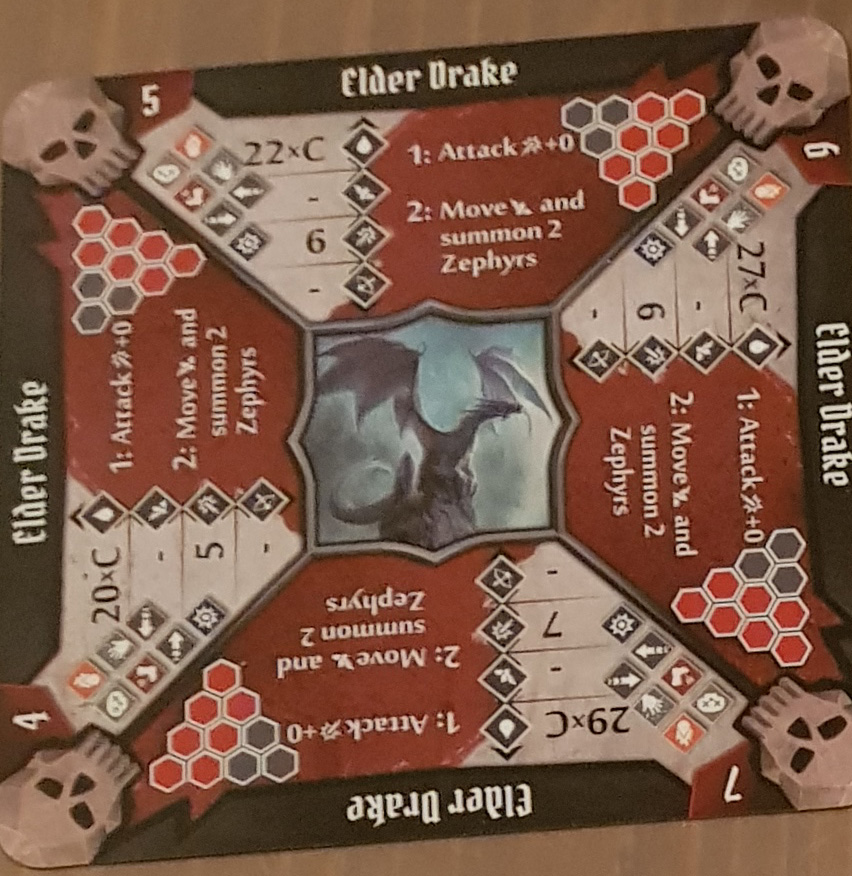 5
Elder Drake
22×C
-
6
-
1: Attack +0
2: Move and
summon 2
Zephyrs
6
Elder Drake
27×C
-
6
-
1: Attack +0
2: Move and
summon 2
Zephyrs
7
Elder Drake
29×C
-
7
-
1: Attack +0
2: Move and
summon 2
Zephyrs
4
Elder Drake
20×C
-
5
-
1: Attack +0
2: Move and
summon 2
Zephyrs